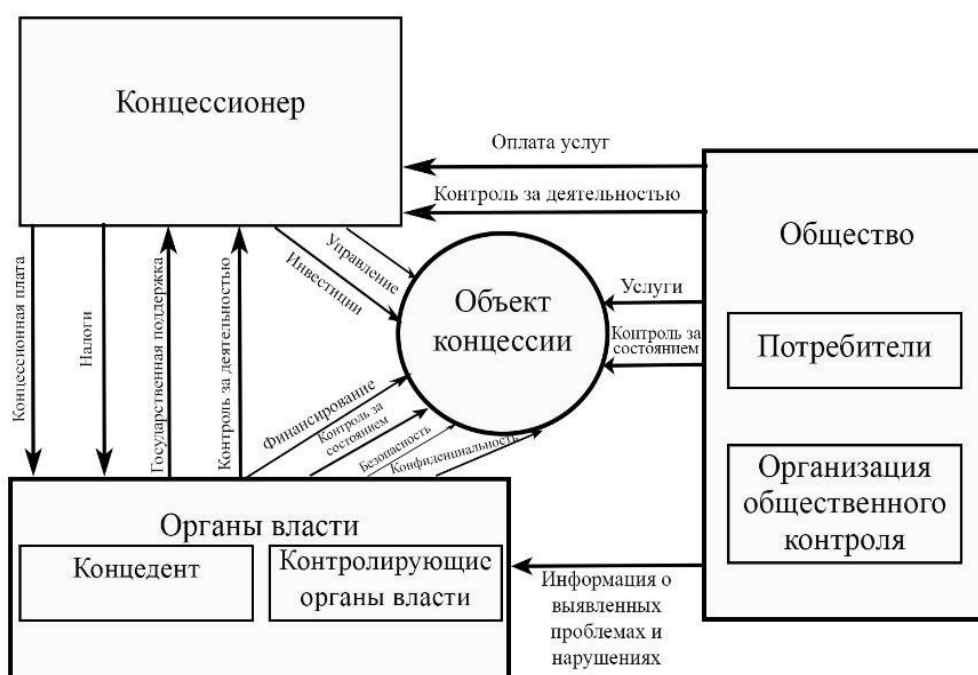 Концессионер
Оплата услуг
Контроль за деятельностью
Общество
Услуги
Контроль за
состоянием
Потребители
Организация
общественного
контроля
Управление
Инвестиции
Объект
концессии
Концессионная плата
Налоги
Государственная поддержка
Контроль за деятельностью
Финансирование
Контроль за
состоянием
Безопасность
Конфиденциальность
Органы власти
Концедент
Контролирующие
органы власти
Информация о
выявленных
проблемах и
нарушениях